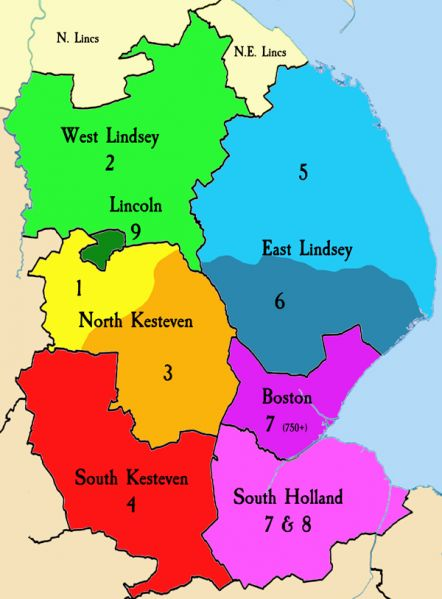 N. Lincs
N.E. Lincs
West Lindsey
2
5
Lincoln
9
East Lindsey
1
6
North Kesteven
3
Boston
7 (750+)
South Kesteven
4
South Holland
7 & 8